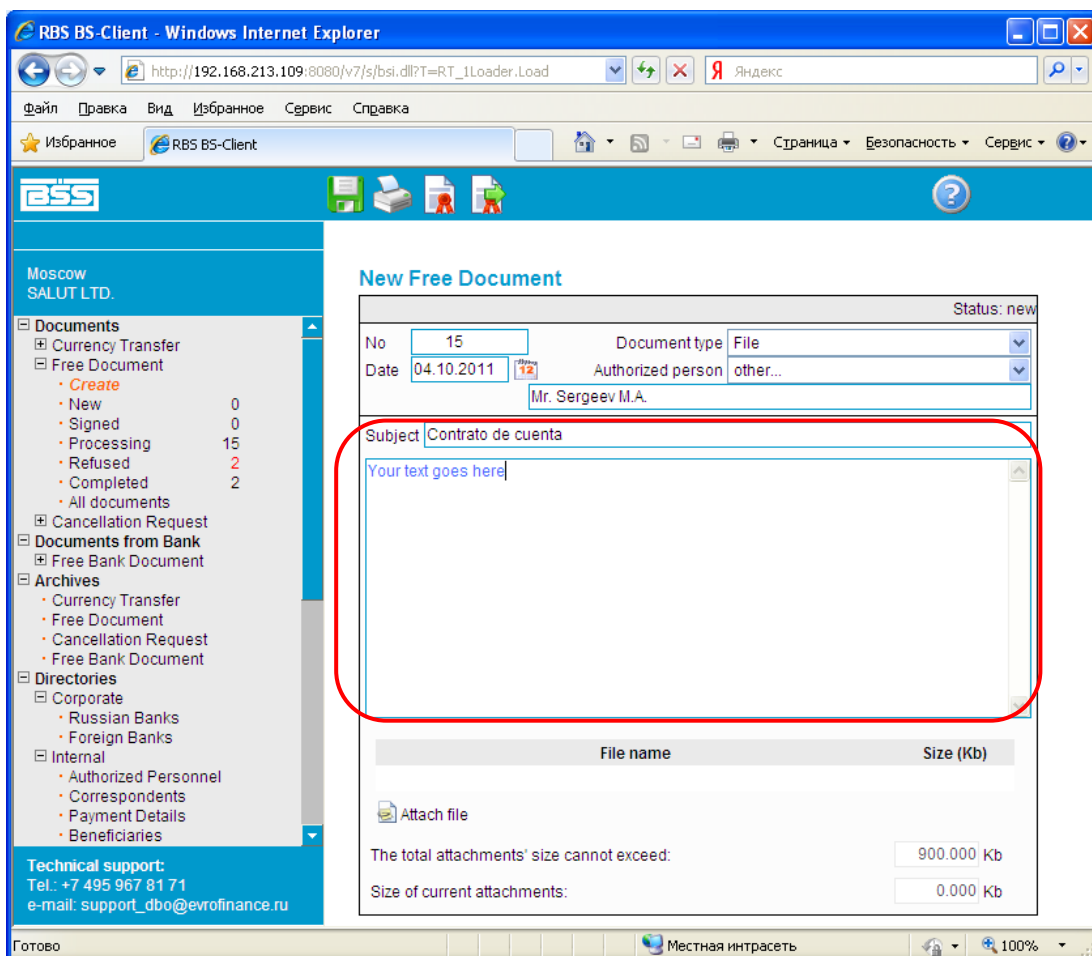 RBS BS-Client - Windows Internet Explorer
http://192.168.213.109:8080/v7/s/bsi.dll?T=RT_1Loader.Load
Я Яндекс
Файл Правка Вид Избранное Сервис Справка
Избранное RBS BS-Client Страница Безопасность Сервис
BSS
Moscow
SALUT LTD.
Documents
Currency Transfer
Free Document
Create
New 0
Signed 0
Processing 15
Refused 2
Completed 2
All documents
Cancellation Request
Documents from Bank
Free Bank Document
Archives
Currency Transfer
Free Document
Cancellation Request
Free Bank Document
Directories
Corporate
Russian Banks
Foreign Banks
Internal
Authorized Personnel
Correspondents
Payment Details
Beneficiaries
Technical support:
Tel.: +7 495 967 81 71
e-mail: support_dbo@evrofinance.ru
New Free Document
Status: new
No 15 Document type File
Date 04.10.2011 12 Authorized person other...
Mr. Sergeev M.A.
Subject Contrato de cuenta
Your text goes here
File name Size (Kb)
Attach file
The total attachments' size cannot exceed: 900.000 Kb
Size of current attachments: 0.000 Kb
Готово Местная интрасеть 100%